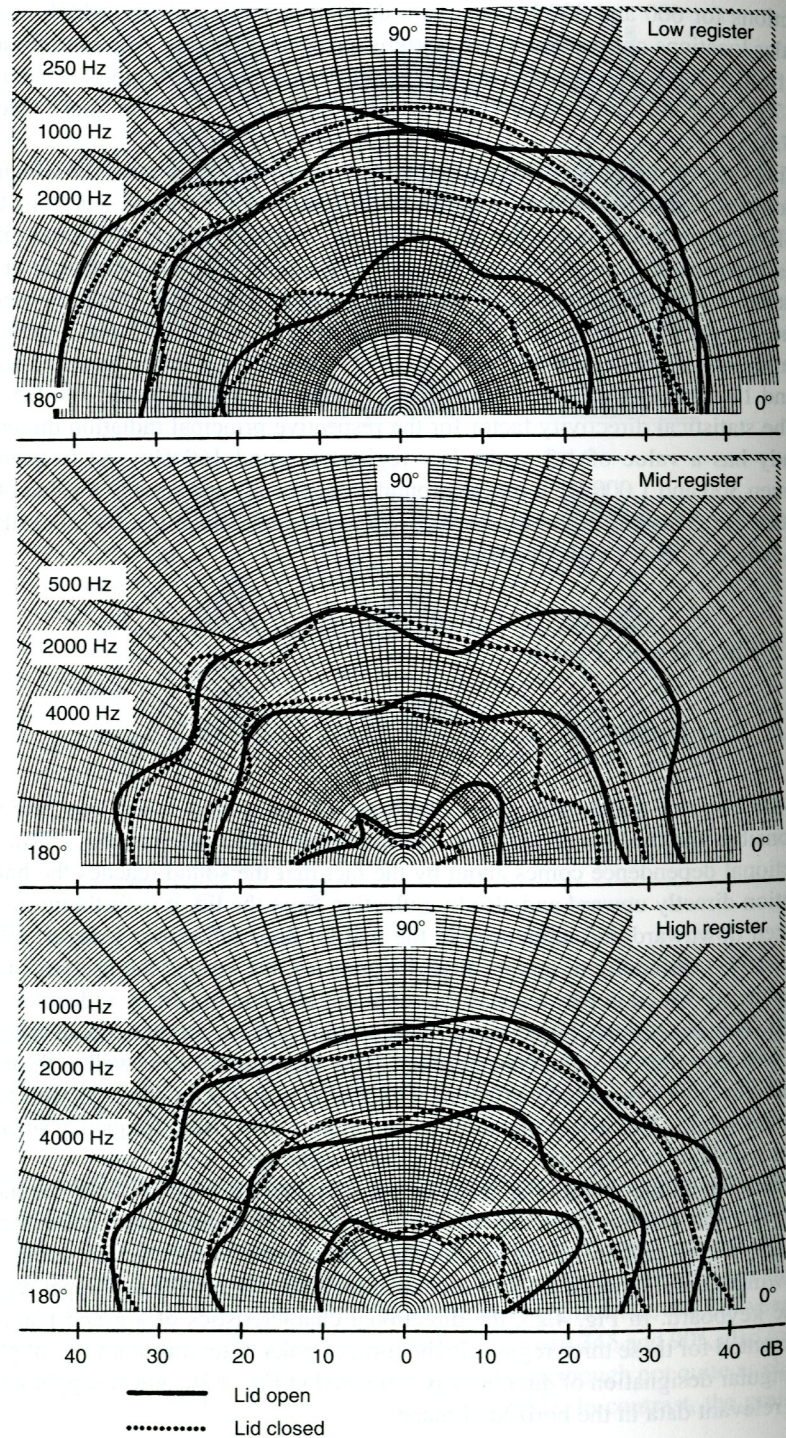 90° Low register
250 Hz
1000 Hz
2000 Hz
180° 0°
90° Mid-register
500 Hz
2000 Hz
4000 Hz
180° 0°
90° High register
1000 Hz
2000 Hz
4000 Hz
180° 0°
40 30 20 10 0 10 20 30 40 dB
Lid open
Lid closed